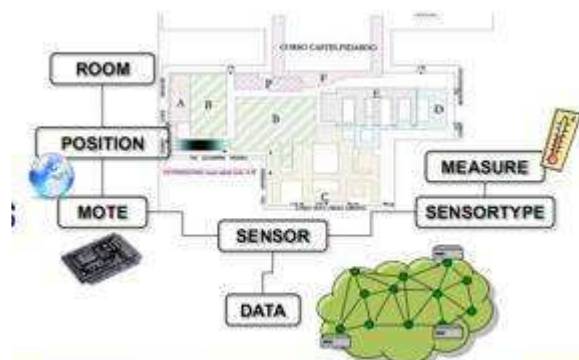 CORSO CASTELFIDARDO
ROOM
P
F
A
B
E
D
B
POSITION
MEASURE
C
S
MOTE
SENSORTYPE
SENSOR
DATA